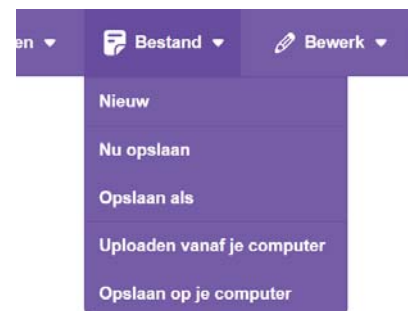 en Bestand Bewerk
Nieuw
Nu opslaan
Opslaan als
Uploaden vanaf je computer
Opslaan op je computer